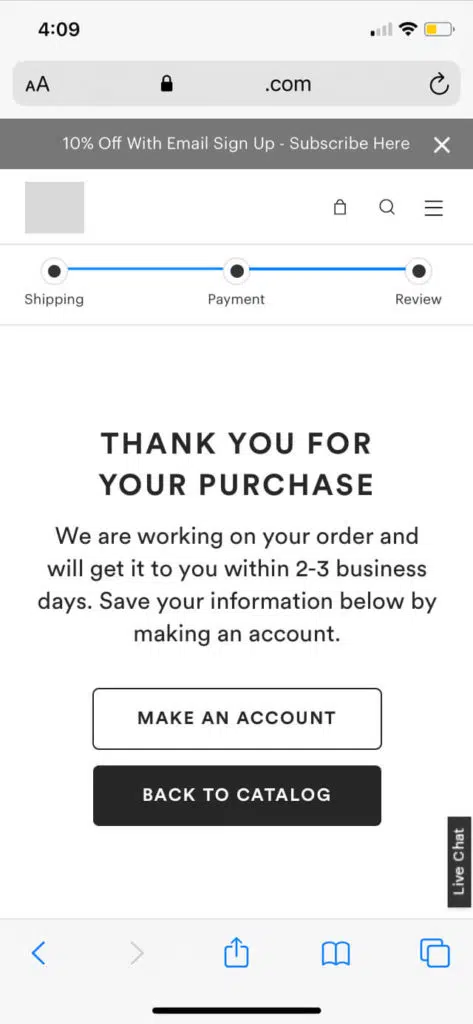 4:09
AA .com
10% Off With Email Sign Up - Subscribe Here
Shipping Payment Review
THANK YOU FOR
YOUR PURCHASE
We are working on your order and
will get it to you within 2-3 business
days. Save your information below by
making an account.
MAKE AN ACCOUNT
BACK TO CATALOG
Live Chat